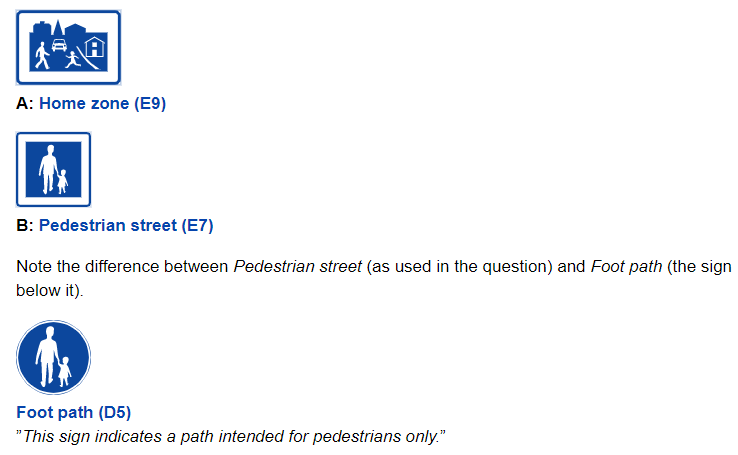 A: Home zone (E9)
B: Pedestrian street (E7)
Note the difference between Pedestrian street (as used in the question) and Foot path (the sign
below it).
Foot path (D5)
”This sign indicates a path intended for pedestrians only.”